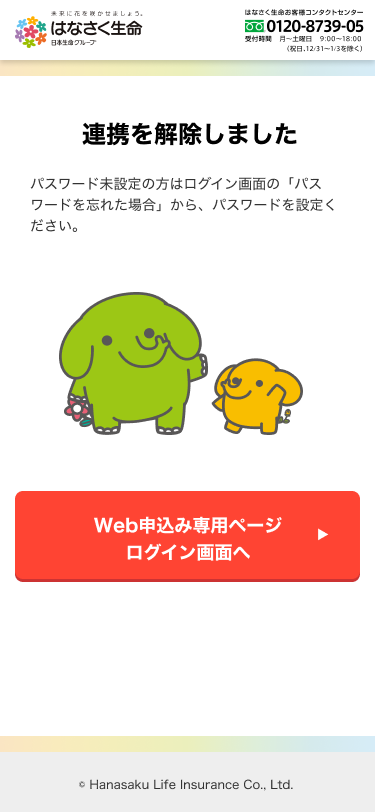 未来に花を咲かせましょう。
はなさく生命
日本生命グループ
はなさく生命お客様コンタクトセンター
0120-8739-05
受付時間 月〜土曜日 9:00〜18:00
(祝日、12/31〜1/3を除く)
連携を解除しました
パスワード未設定の方はログイン画面の「パス
ワードを忘れた場合」から、パスワードを設定く
ださい。
Web申込み専用ページ
ログイン画面へ
© Hanasaku Life Insurance Co., Ltd.